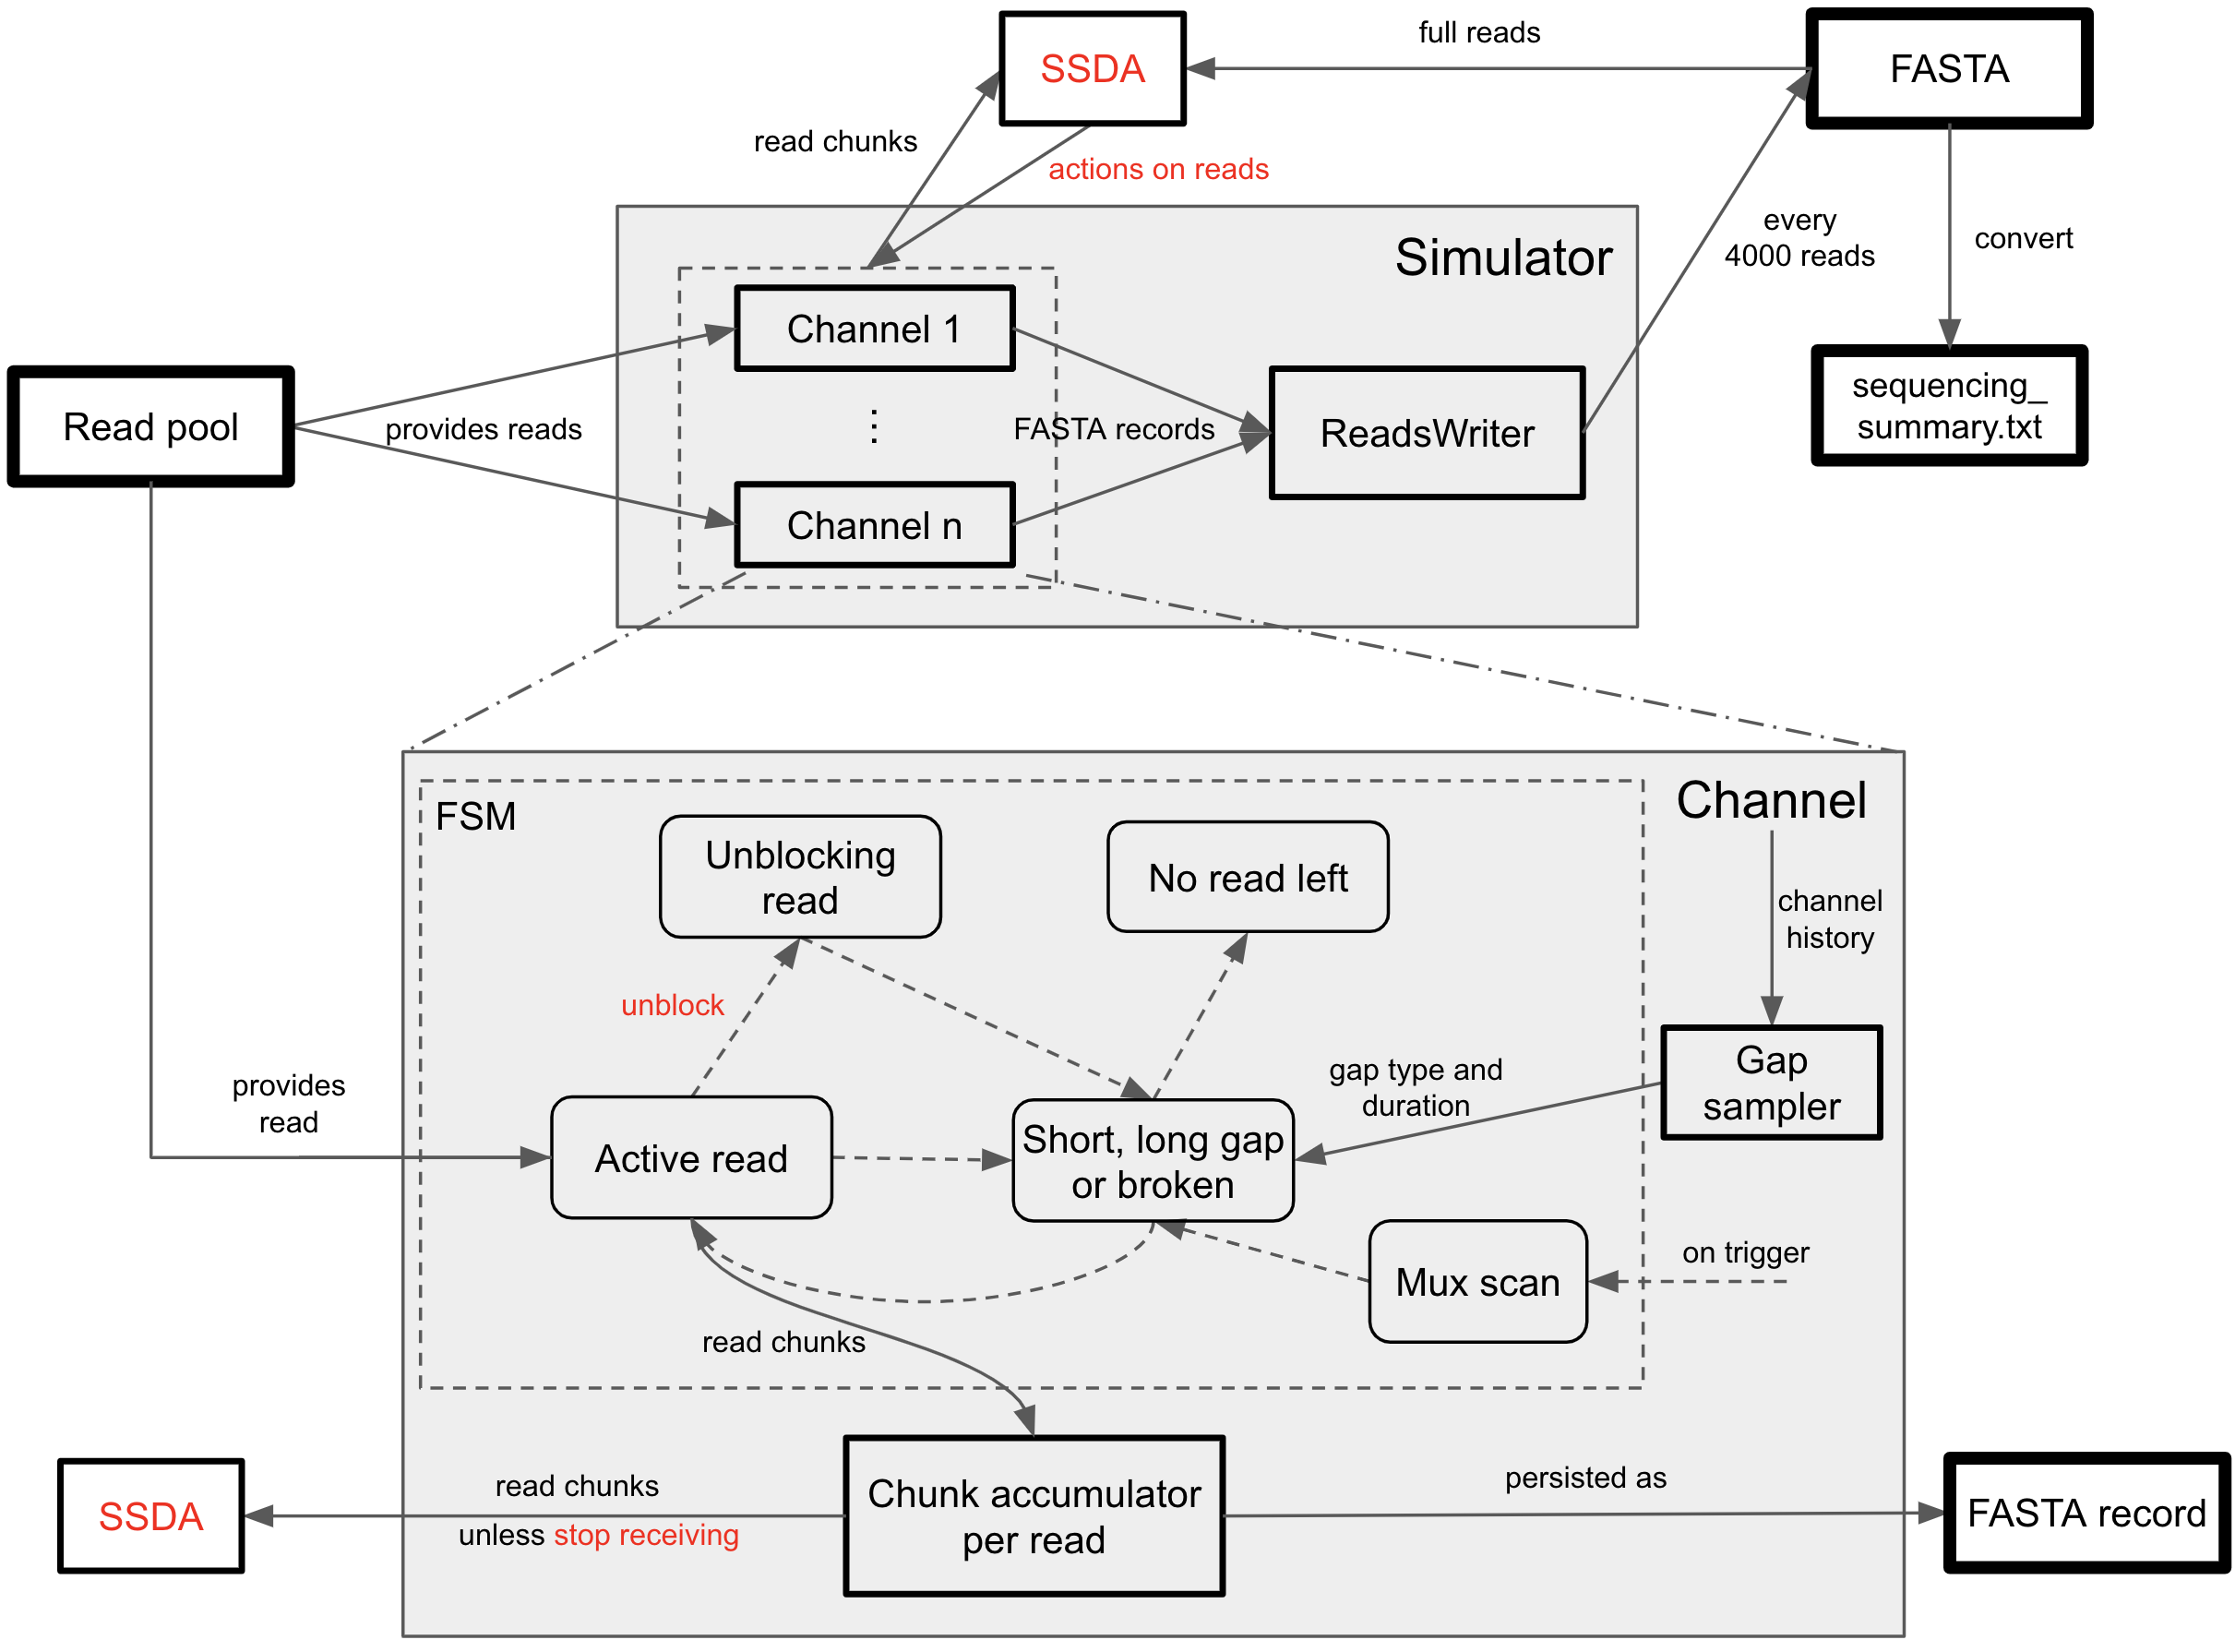 full reads
SSDA
FASTA
read chunks
actions on reads
every
4000 reads
convert
Simulator
Channel 1
⋮
Channel n
Read pool
provides reads
FASTA records
ReadsWriter
sequencing_
summary.txt
Channel
FSM
Unblocking
read
No read left
channel
history
unblock
Gap
sampler
gap type and
duration
provides
read
Active read
Short, long gap
or broken
on trigger
Mux scan
read chunks
SSDA
read chunks
unless stop receiving
Chunk accumulator
per read
persisted as
FASTA record